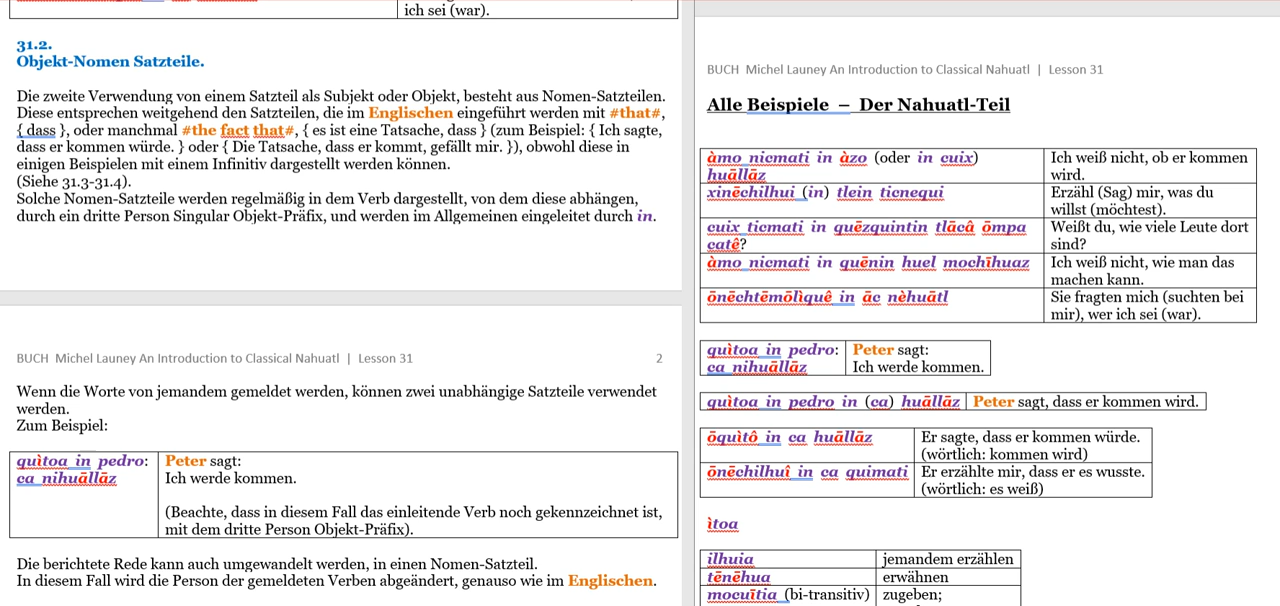 ich sei (war).
31.2.
Objekt-Nomen Satzteile.
Die zweite Verwendung von einem Satzteil als Subjekt oder Objekt, besteht aus Nomen-Satzteilen.
Diese entsprechen weitgehend den Satzteilen, die im Englischen eingeführt werden mit #that#,
{ dass }, oder manchmal #the fact that#, { es ist eine Tatsache, dass } (zum Beispiel: { Ich sagte,
dass er kommen würde. } oder { Die Tatsache, dass er kommt, gefällt mir. }), obwohl diese in
einigen Beispielen mit einem Infinitiv dargestellt werden können.
(Siehe 31.3-31.4).
Solche Nomen-Satzteile werden regelmäßig in dem Verb dargestellt, von dem diese abhängen,
durch ein dritte Person Singular Objekt-Präfix, und werden im Allgemeinen eingeleitet durch in.
BUCH Michel Launey An Introduction to Classical Nahuatl | Lesson 31 2
Wenn die Worte von jemandem gemeldet werden, können zwei unabhängige Satzteile verwendet
werden.
Zum Beispiel:
quìtoa in pedro: Peter sagt:
ca nihuāllāz Ich werde kommen.
(Beachte, dass in diesem Fall das einleitende Verb noch gekennzeichnet ist,
mit dem dritte Person Objekt-Präfix).
Die berichtete Rede kann auch umgewandelt werden, in einen Nomen-Satzteil.
In diesem Fall wird die Person der gemeldeten Verben abgeändert, genauso wie im Englischen.
BUCH Michel Launey An Introduction to Classical Nahuatl | Lesson 31
Alle Beispiele – Der Nahuatl-Teil
àmo nicmati in àzo (oder in cuix) Ich weiß nicht, ob er kommen
huāllāz wird.
xinēchilhui (in) tlein ticnequi Erzähl (Sag) mir, was du
willst (möchtest).
cuix ticmati in quēzquintin tlācâ ōmpa Weißt du, wie viele Leute dort
catê? sind?
àmo nicmati in quēnin huel mochīhuaz Ich weiß nicht, wie man das
machen kann.
ōnēchtēmōlìquê in āc nèhuātl Sie fragten mich (suchten bei
mir), wer ich sei (war).
quìtoa in pedro: Peter sagt:
ca nihuāllāz Ich werde kommen.
quìtoa in pedro in (ca) huāllāz Peter sagt, dass er kommen wird.
ōquìtô in ca huāllāz Er sagte, dass er kommen würde.
(wörtlich: kommen wird)
ōnēchilhuî in ca quimati Er erzählte mir, dass er es wusste.
(wörtlich: es weiß)
ìtoa
ilhuia jemandem erzählen
tēnēhua erwähnen
mocuītia (bi-transitiv) zugeben;